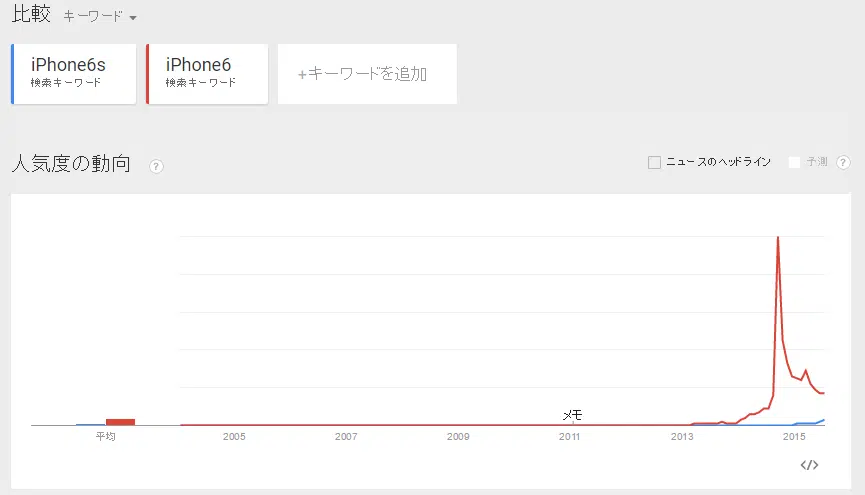 比較 キーワード
iPhone6s
検索キーワード
iPhone6
検索キーワード
+キーワードを追加
人気度の動向 ?
ニュースのヘッドライン 予測 ?
メモ
平均 2005 2007 2009 2011 2013 2015
</>